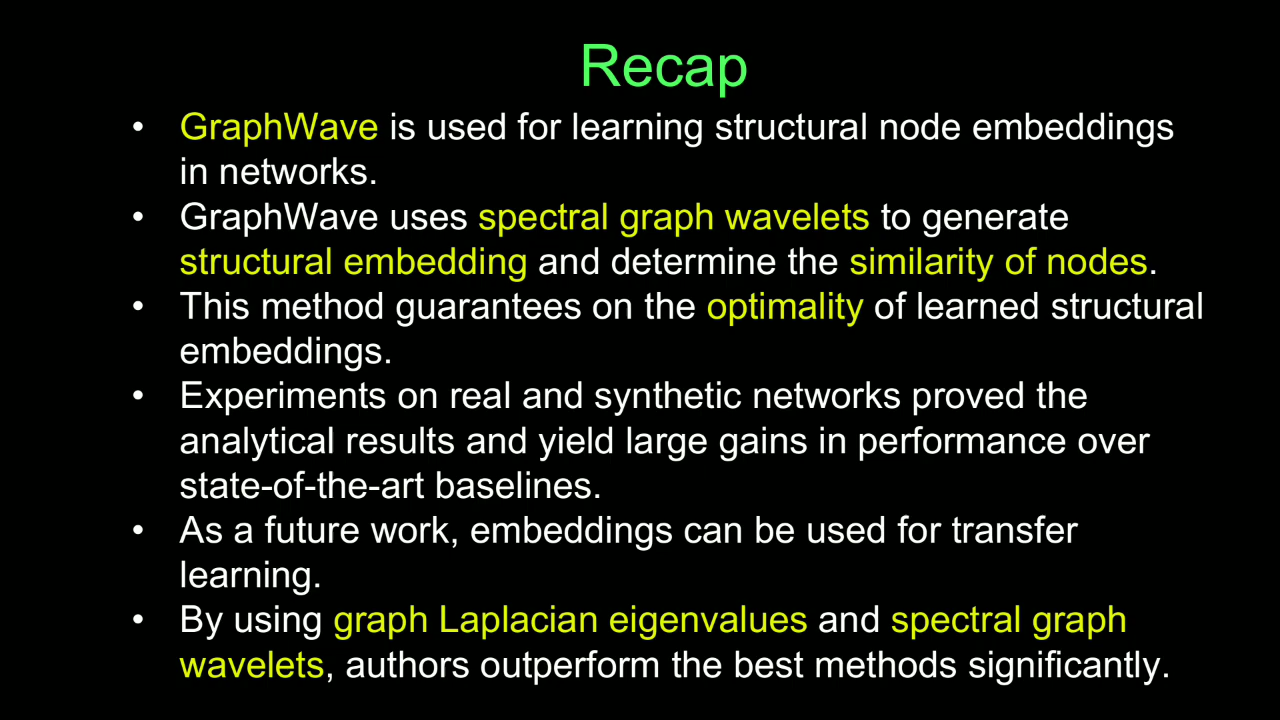 Recap
• GraphWave is used for learning structural node embeddings
in networks.
• GraphWave uses spectral graph wavelets to generate
structural embedding and determine the similarity of nodes.
• This method guarantees on the optimality of learned structural
embeddings.
• Experiments on real and synthetic networks proved the
analytical results and yield large gains in performance over
state-of-the-art baselines.
• As a future work, embeddings can be used for transfer
learning.
• By using graph Laplacian eigenvalues and spectral graph
wavelets, authors outperform the best methods significantly.